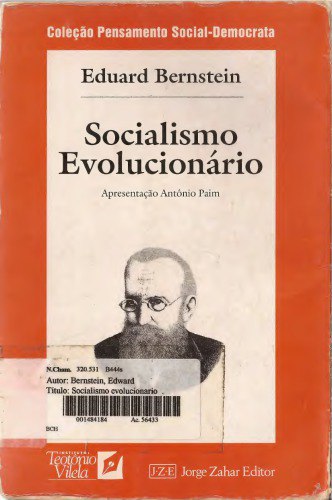 Coleção Pensamento Social-Democrata
Eduard Bernstein
Socialismo
Evolucionário
Apresentação Antônio Paim
N.Cham. 320.531 B444s
Autor: Bernstein, Edward
Título: Socialismo evolucionario
001484184 Ac. 56433
BCH
INSTITUTO
Teotônio
Vilela
J·Z·E Jorge Zahar Editor